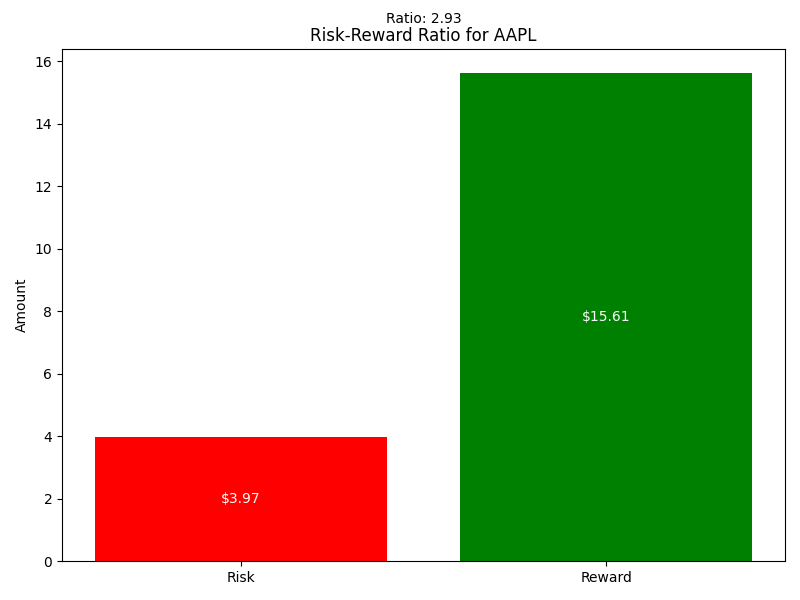 Ratio: 2.93
Risk-Reward Ratio for AAPL
16
14
12
10
8
6
4
2
0
Amount
$15.61
$3.97
Risk
Reward